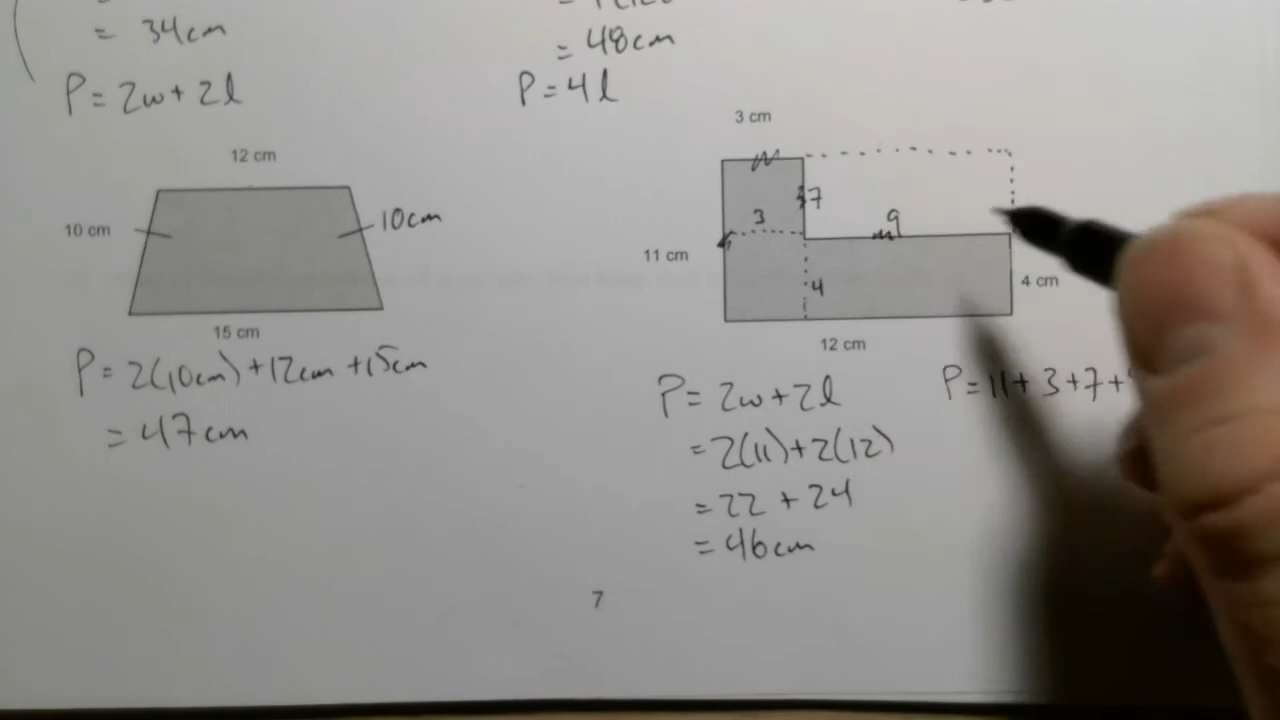 = 34cm
= 48cm
P = 2w + 2l
P = 4l
12 cm
10 cm
10cm
15 cm
P = 2(10cm) + 12cm + 15cm
= 47cm
3 cm
7
3
9
11 cm
4
4 cm
12 cm
P = 2w + 2l
= 2(11) + 2(12)
= 22 + 24
= 46cm
P = 11 + 3 + 7 +
7